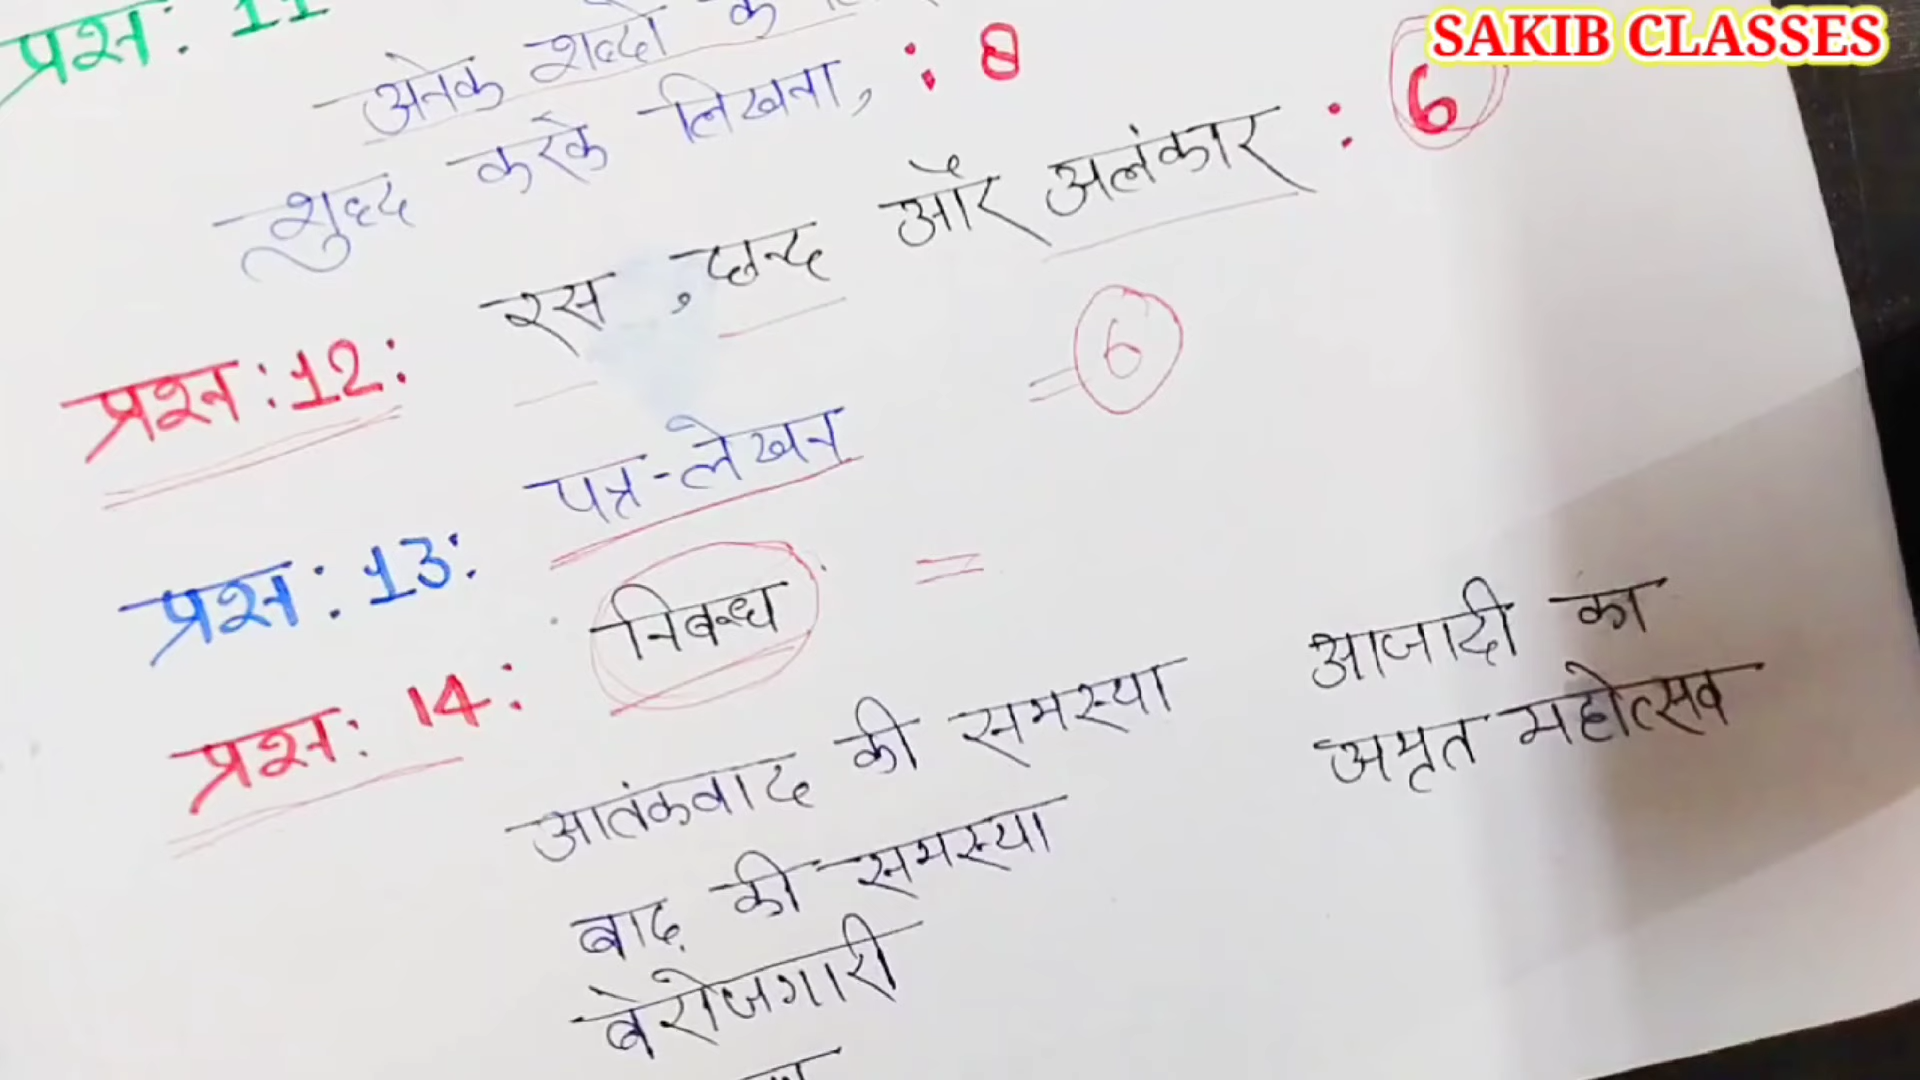 SAKIB CLASSES
प्रश्न: 11
अनेक शब्दों के
शुद्ध करके लिखना, : 8
प्रश्न:12: रस, छन्द और अलंकार : 6
प्रश्न: 13: पत्र-लेखन = 6
प्रश्न: 14: निबन्ध =
आतंकवाद की समस्या
बाढ़ की समस्या
बेरोजगारी
आजादी का
अमृत महोत्सव